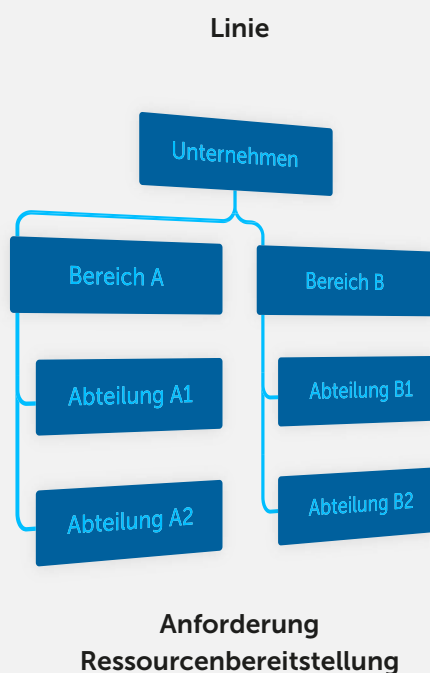 Linie
Unternehmen
Bereich A
Bereich B
Abteilung A1
Abteilung B1
Abteilung A2
Abteilung B2
Anforderung
Ressourcenbereitstellung